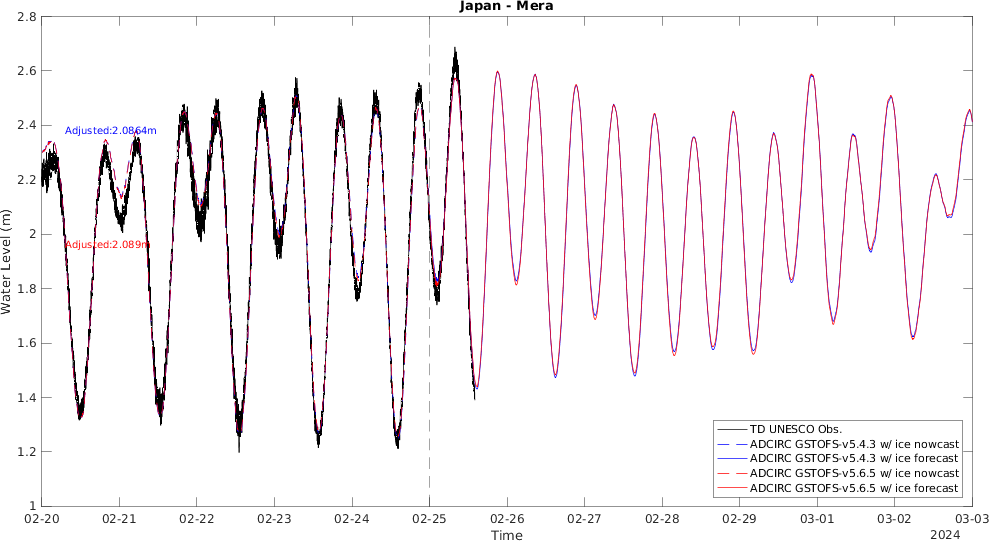 Japan - Mera
2.8
2.6
2.4
2.2
2
1.8
1.6
1.4
1.2
1
Water Level (m)
Adjusted:2.0864m
Adjusted:2.089m
TD UNESCO Obs.
ADCIRC GSTOFS-v5.4.3 w/ ice nowcast
ADCIRC GSTOFS-v5.4.3 w/ ice forecast
ADCIRC GSTOFS-v5.6.5 w/ ice nowcast
ADCIRC GSTOFS-v5.6.5 w/ ice forecast
02-20 02-21 02-22 02-23 02-24 02-25 02-26 02-27 02-28 02-29 03-01 03-02 03-03
Time 2024